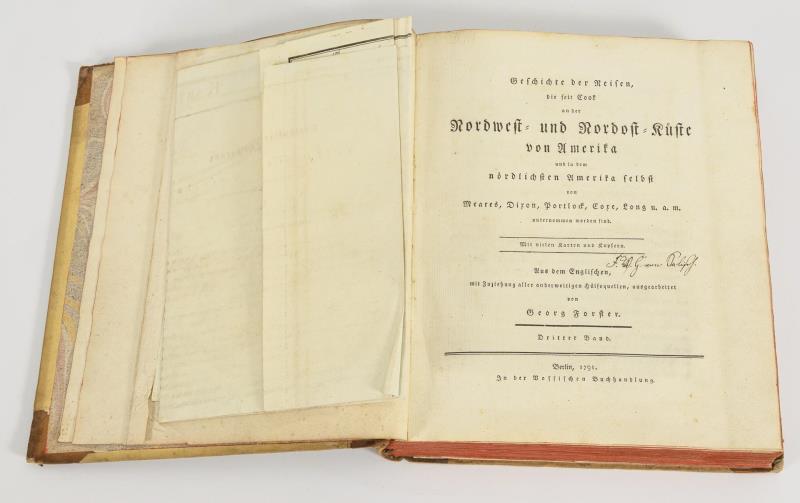 Geschichte der Reisen,
die seit Cook
an der
Nordwest- und Nordost-Küste
von Amerika
und in dem
nördlichsten Amerika selbst
von
Meares, Dixon, Portlock, Coxe, Long u. a. m.
unternommen worden sind.
Mit vielen Karten und Kupfern.
F. W. G. von
Aus dem Englischen,
mit Zuziehung aller anderweitigen Hülfsquellen, ausgearbeitet
von
Georg Forster.
Dritter Band.
Berlin, 1791.
In der Vossischen Buchhandlung.